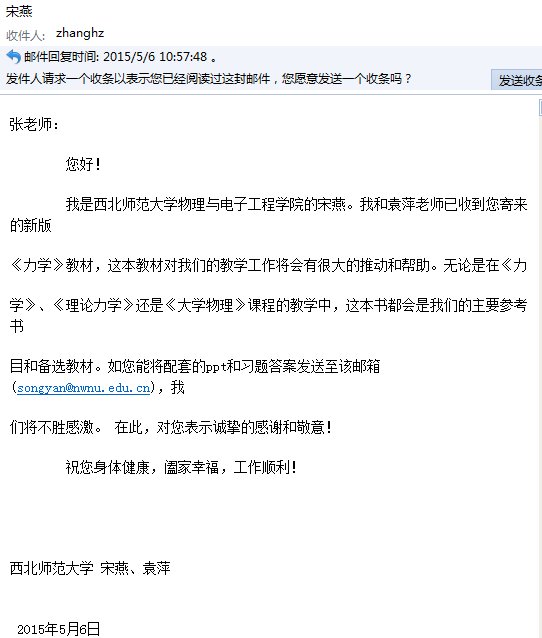 宋燕
收件人: zhanghz
邮件回复时间: 2015/5/6 10:57:48 。
发件人请求一个收条以表示您已经阅读过这封邮件，您愿意发送一个收条吗？ 发送收条
张老师：
您好！
我是西北师范大学物理与电子工程学院的宋燕。我和袁萍老师已收到您寄来
的新版
《力学》教材，这本教材对我们的教学工作将会有很大的推动和帮助。无论是在《力
学》、《理论力学》还是《大学物理》课程的教学中，这本书都会是我们的主要参考
书
目和备选教材。如您能将配套的ppt和习题答案发送至该邮箱
(songyan@nwnu.edu.cn)，我
们将不胜感激。 在此，对您表示诚挚的感谢和敬意！
祝您身体健康，阖家幸福，工作顺利！
西北师范大学 宋燕、袁萍
2015年5月6日